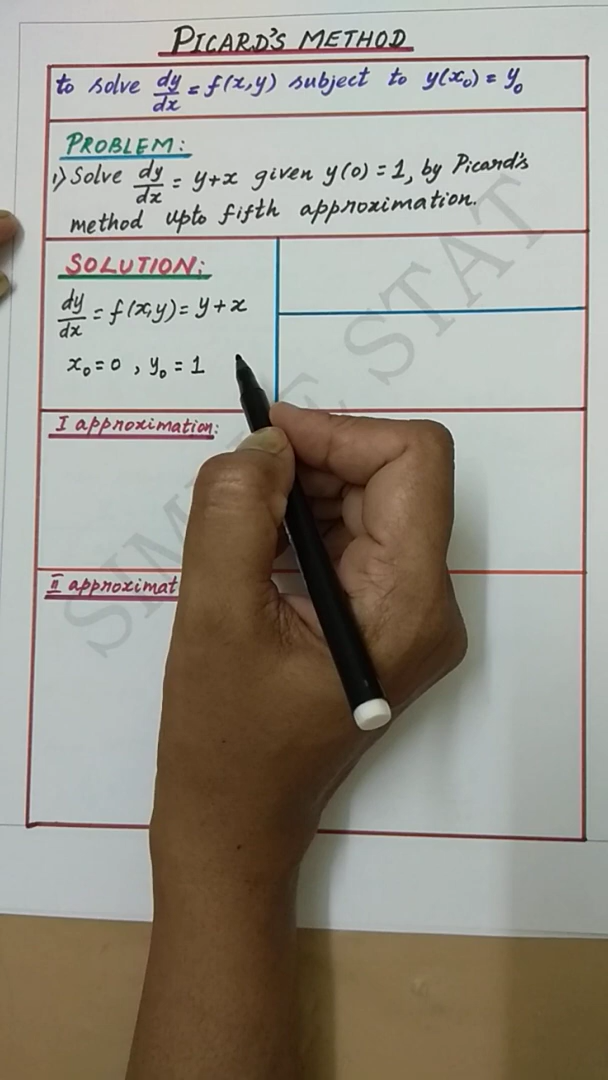 PICARD'S METHOD
to solve dy/dx = f(x,y) subject to y(x₀) = y₀
PROBLEM:
1) Solve dy/dx = y+x given y(0) = 1, by Picard's
method upto fifth approximation.
SOLUTION:
dy/dx = f(x,y) = y+x
x₀ = 0 , y₀ = 1
I approximation:
II approximat